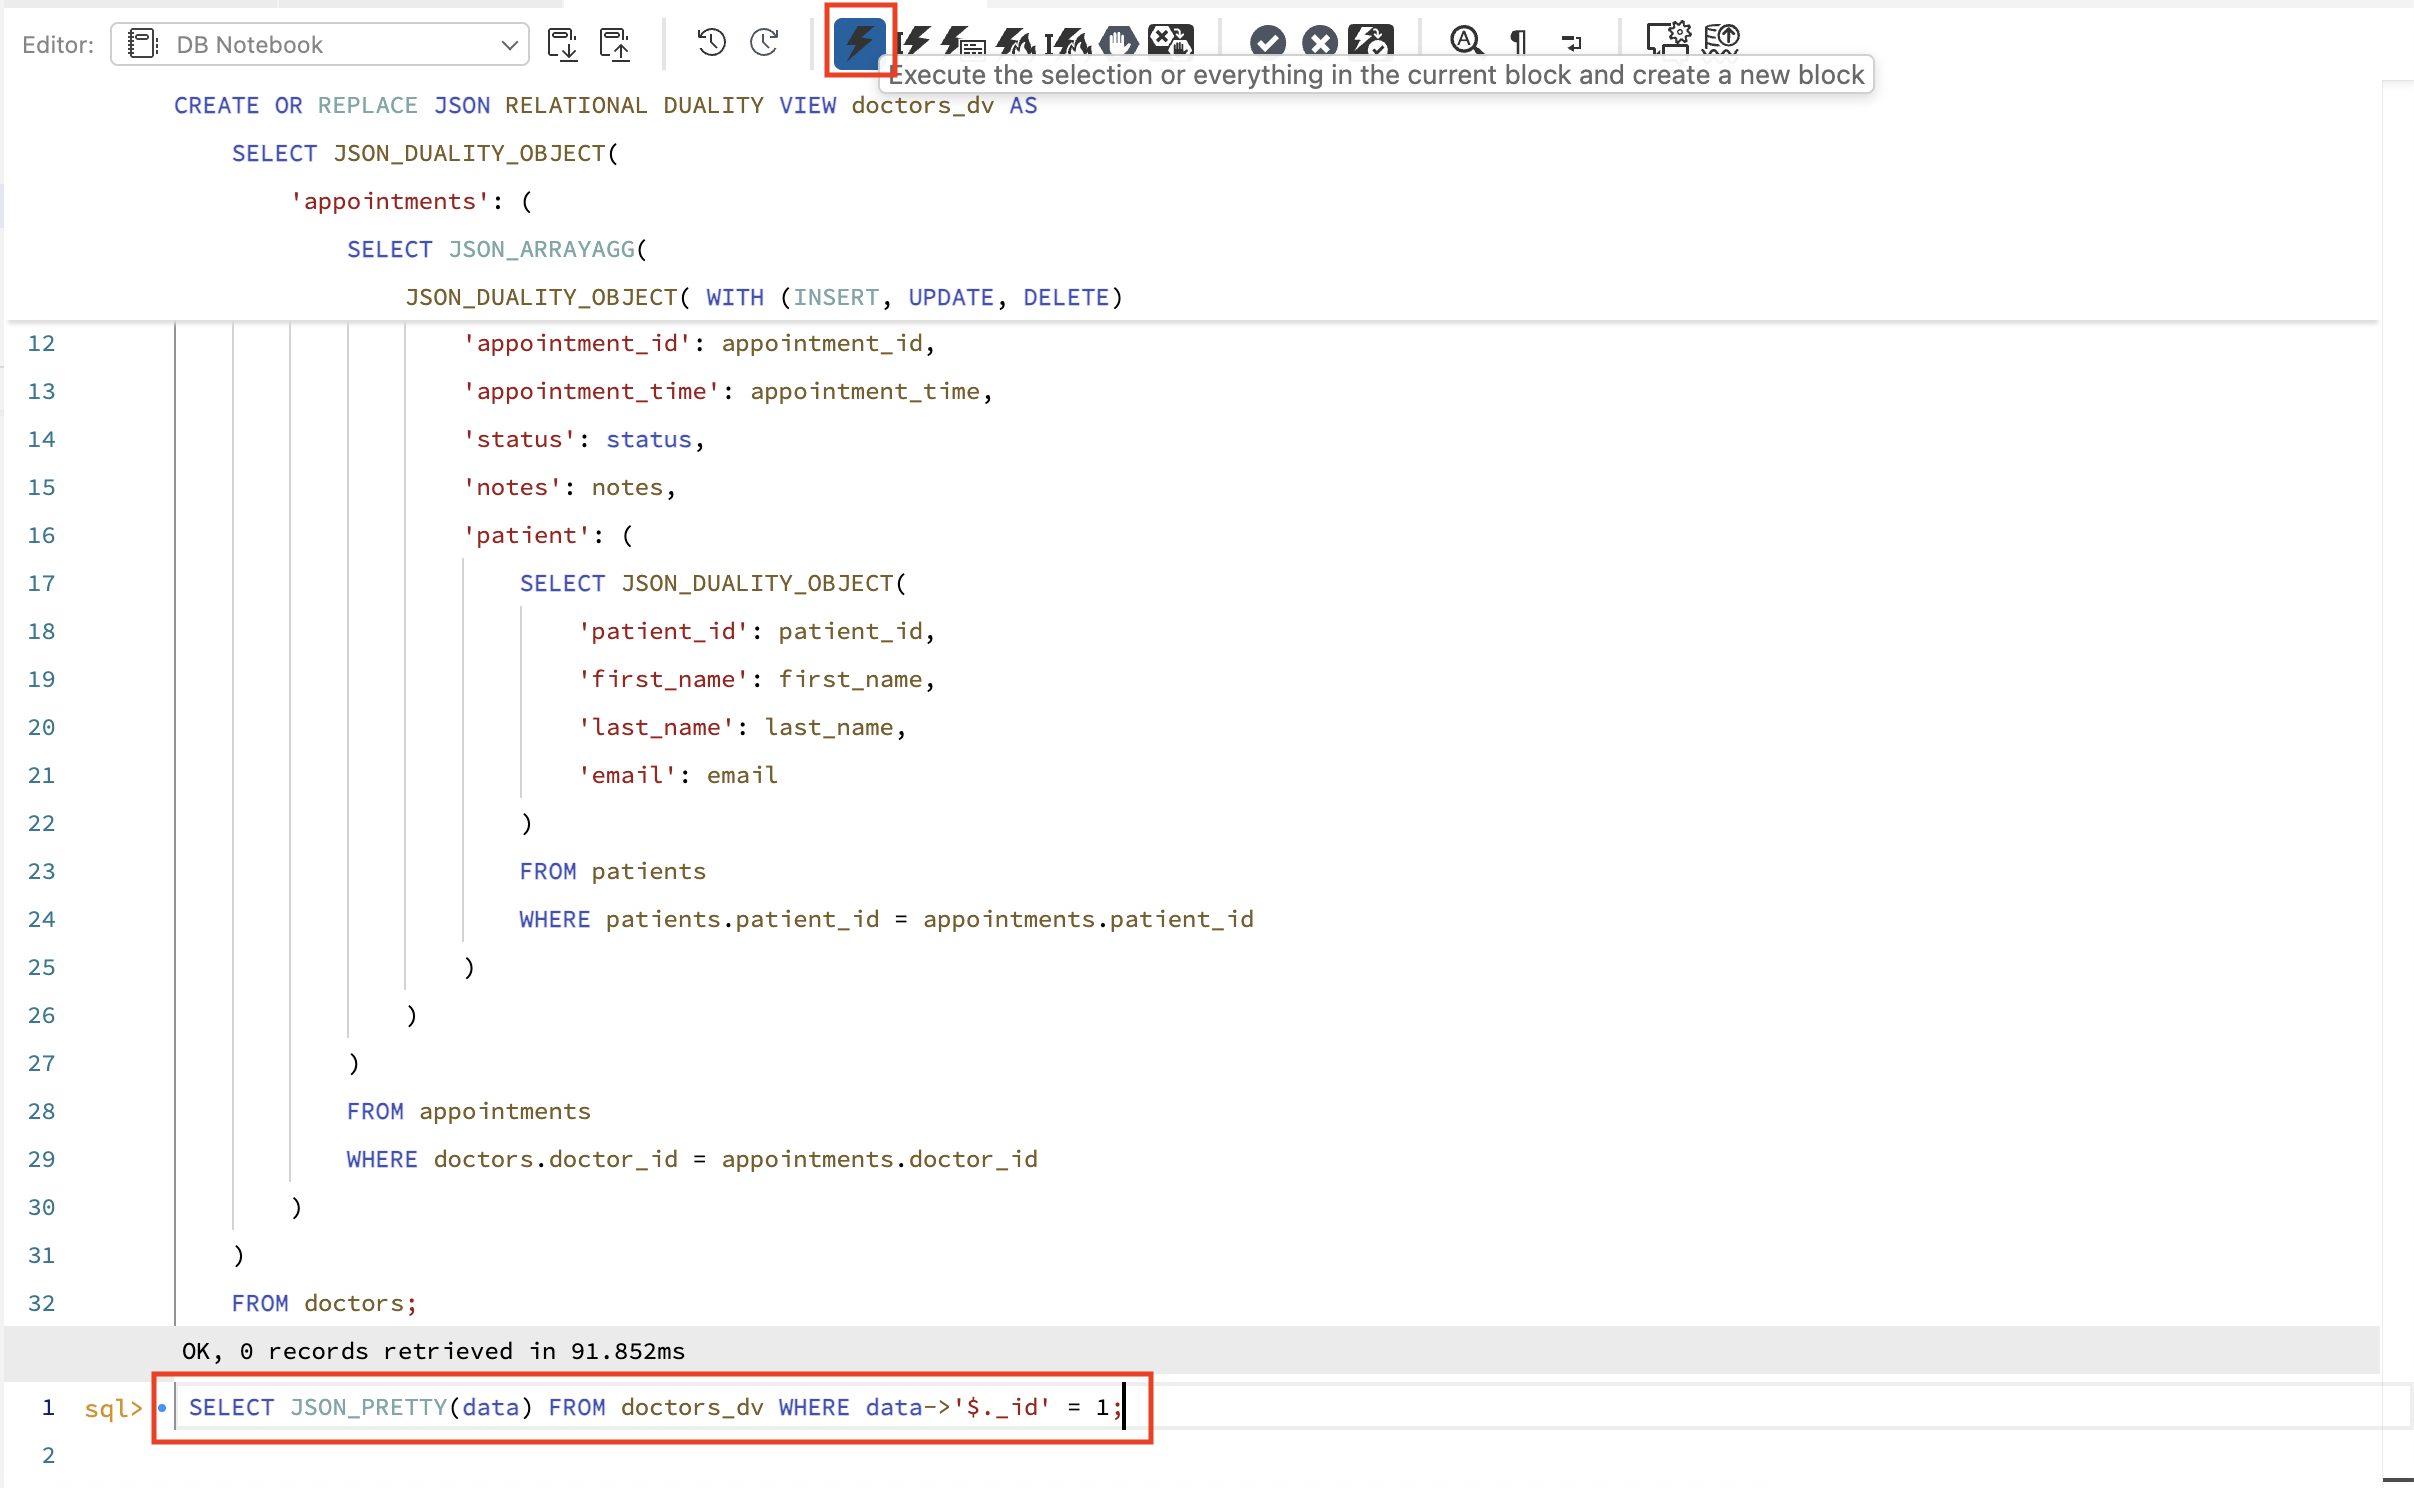 Editor: DB Notebook
Execute the selection or everything in the current block and create a new block
CREATE OR REPLACE JSON RELATIONAL DUALITY VIEW doctors_dv AS
SELECT JSON_DUALITY_OBJECT(
'appointments': (
SELECT JSON_ARRAYAGG(
JSON_DUALITY_OBJECT( WITH (INSERT, UPDATE, DELETE)
12 'appointment_id': appointment_id,
13 'appointment_time': appointment_time,
14 'status': status,
15 'notes': notes,
16 'patient': (
17 SELECT JSON_DUALITY_OBJECT(
18 'patient_id': patient_id,
19 'first_name': first_name,
20 'last_name': last_name,
21 'email': email
22 )
23 FROM patients
24 WHERE patients.patient_id = appointments.patient_id
25 )
26 )
27 )
28 FROM appointments
29 WHERE doctors.doctor_id = appointments.doctor_id
30 )
31 )
32 FROM doctors;
OK, 0 records retrieved in 91.852ms
1 sql> SELECT JSON_PRETTY(data) FROM doctors_dv WHERE data->'$._id' = 1;
2